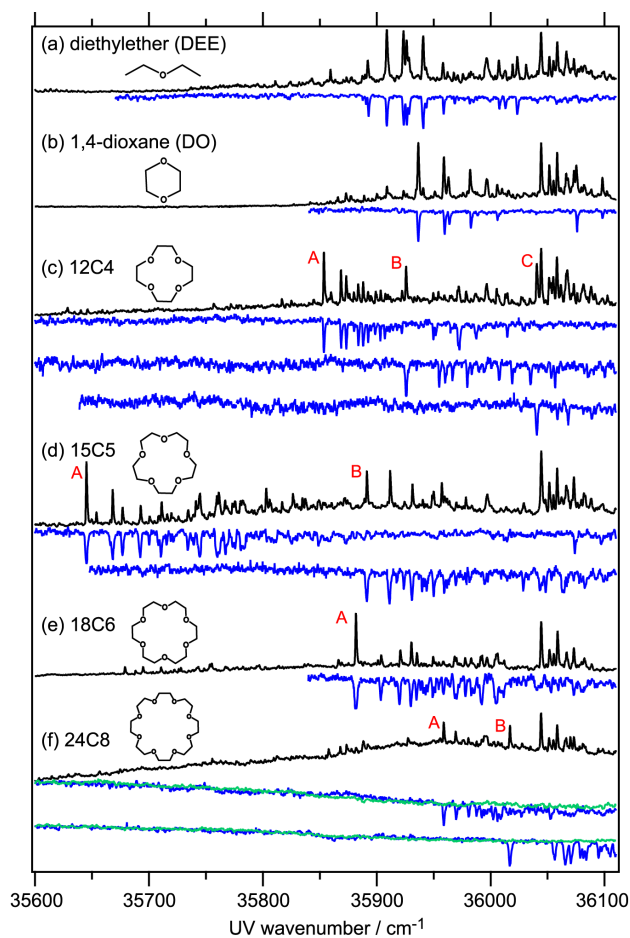 (a) diethylether (DEE)
O
(b) 1,4-dioxane (DO)
O
O
A
B
C
(c) 12C4
O
O
O
O
(d) 15C5
A
B
O
O
O
O
O
(e) 18C6
A
O
O
O
O
O
O
(f) 24C8
A
B
O
O
O
O
O
O
O
O
35600 35700 35800 35900 36000 36100
UV wavenumber / cm-1